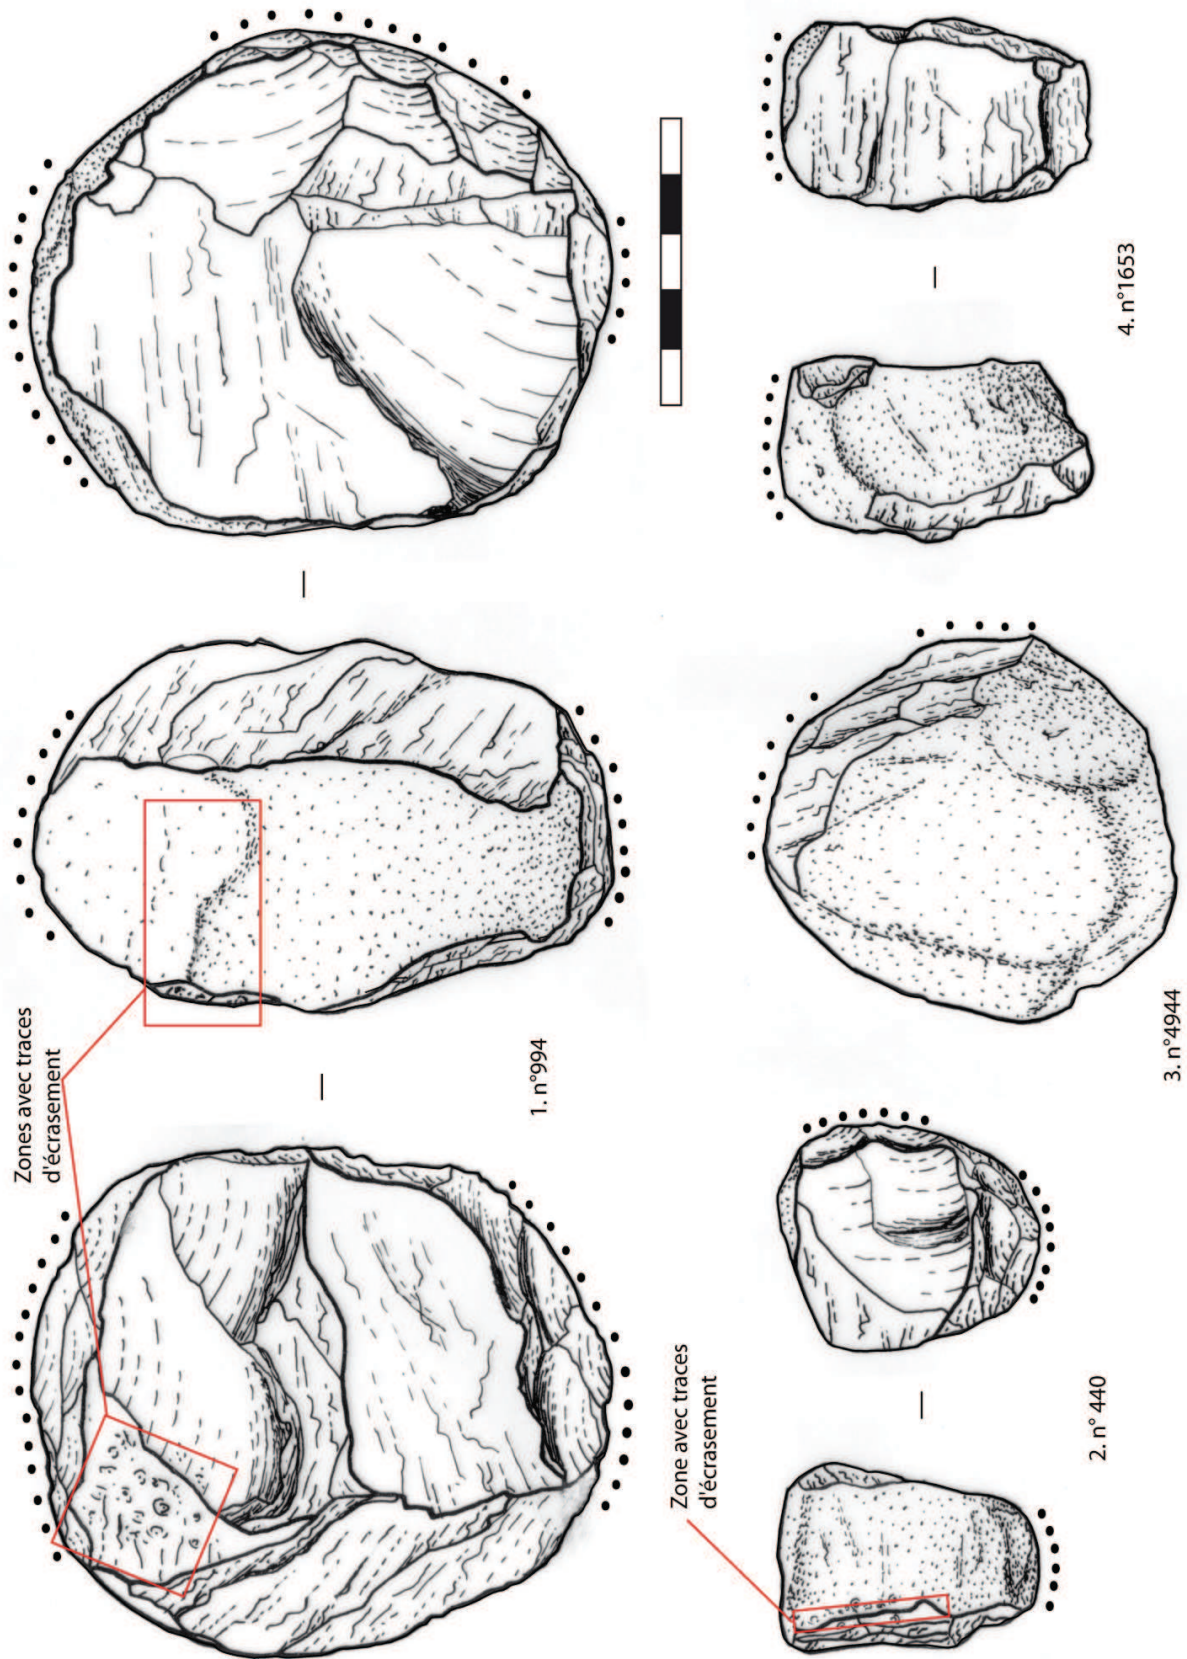 Zones avec traces
d'écrasement
1. n°994
Zone avec traces
d'écrasement
2. n° 440
3. n°4944
4. n°1653